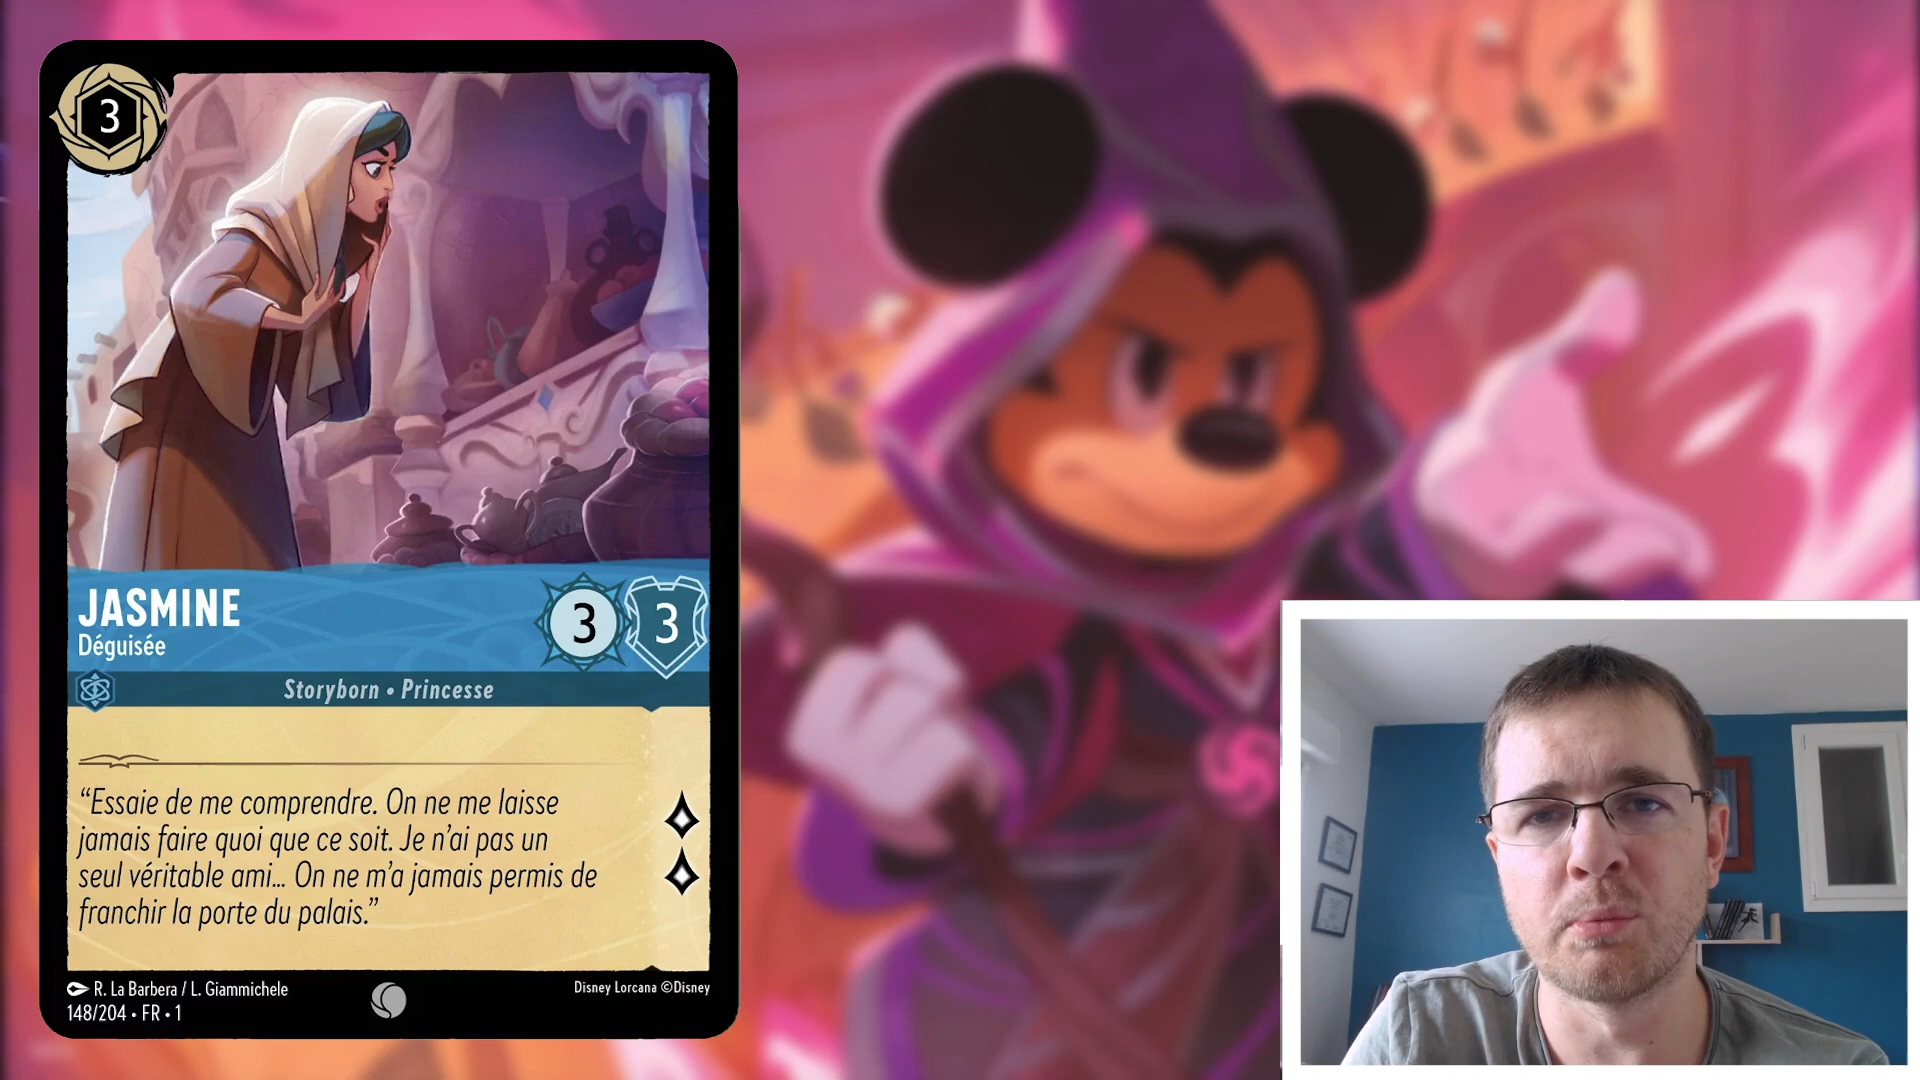 3
JASMINE
Déguisée
3
3
Storyborn • Princesse
“Essaie de me comprendre. On ne me laisse
jamais faire quoi que ce soit. Je n’ai pas un
seul véritable ami... On ne m’a jamais permis de
franchir la porte du palais.”
R. La Barbera / L. Giammichele
Disney Lorcana ©Disney
148/204 • FR • 1